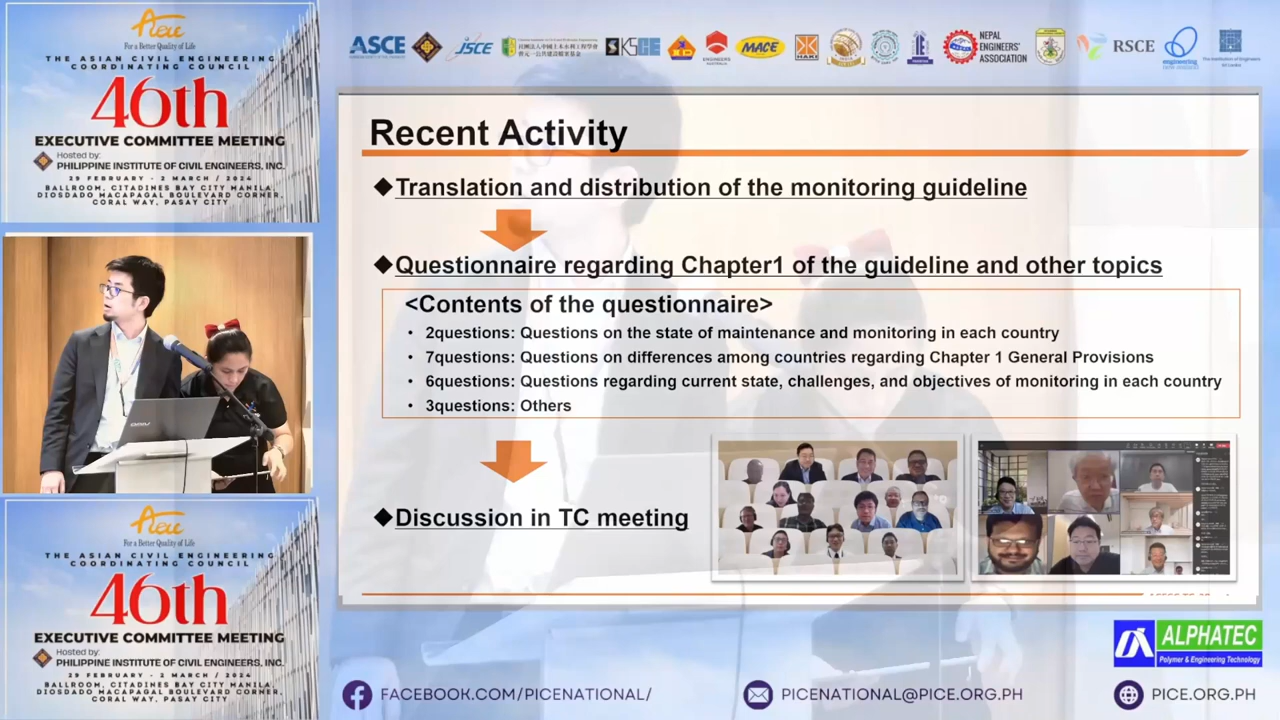 Acecc
For a Better Quality of Life
THE ASIAN CIVIL ENGINEERING
COORDINATING COUNCIL
46th
EXECUTIVE COMMITTEE MEETING
Hosted by:
PHILIPPINE INSTITUTE OF CIVIL ENGINEERS, INC.
29 FEBRUARY - 2 MARCH / 2024
BALLROOM, CITADINES BAY CITY MANILA,
DIOSDADO MACAPAGAL BOULEVARD CORNER,
CORAL WAY, PASAY CITY
ASCE
JSCE
KSCE
ENGINEERS
AUSTRALIA
MACE
HAKI
NEPAL
ENGINEERS'
ASSOCIATION
RSCE
engineering
new zealand
Recent Activity
◆Translation and distribution of the monitoring guideline
◆Questionnaire regarding Chapter1 of the guideline and other topics
<Contents of the questionnaire>
• 2questions: Questions on the state of maintenance and monitoring in each country
• 7questions: Questions on differences among countries regarding Chapter 1 General Provisions
• 6questions: Questions regarding current state, challenges, and objectives of monitoring in each country
• 3questions: Others
◆Discussion in TC meeting
Acecc
For a Better Quality of Life
THE ASIAN CIVIL ENGINEERING
COORDINATING COUNCIL
46th
EXECUTIVE COMMITTEE MEETING
Hosted by:
PHILIPPINE INSTITUTE OF CIVIL ENGINEERS, INC.
29 FEBRUARY - 2 MARCH / 2024
BALLROOM, CITADINES BAY CITY MANILA,
DIOSDADO MACAPAGAL BOULEVARD CORNER,
CORAL WAY, PASAY CITY
ALPHATEC
Polymer & Engineering Technology
FACEBOOK.COM/PICENATIONAL/
PICENATIONAL@PICE.ORG.PH
PICE.ORG.PH